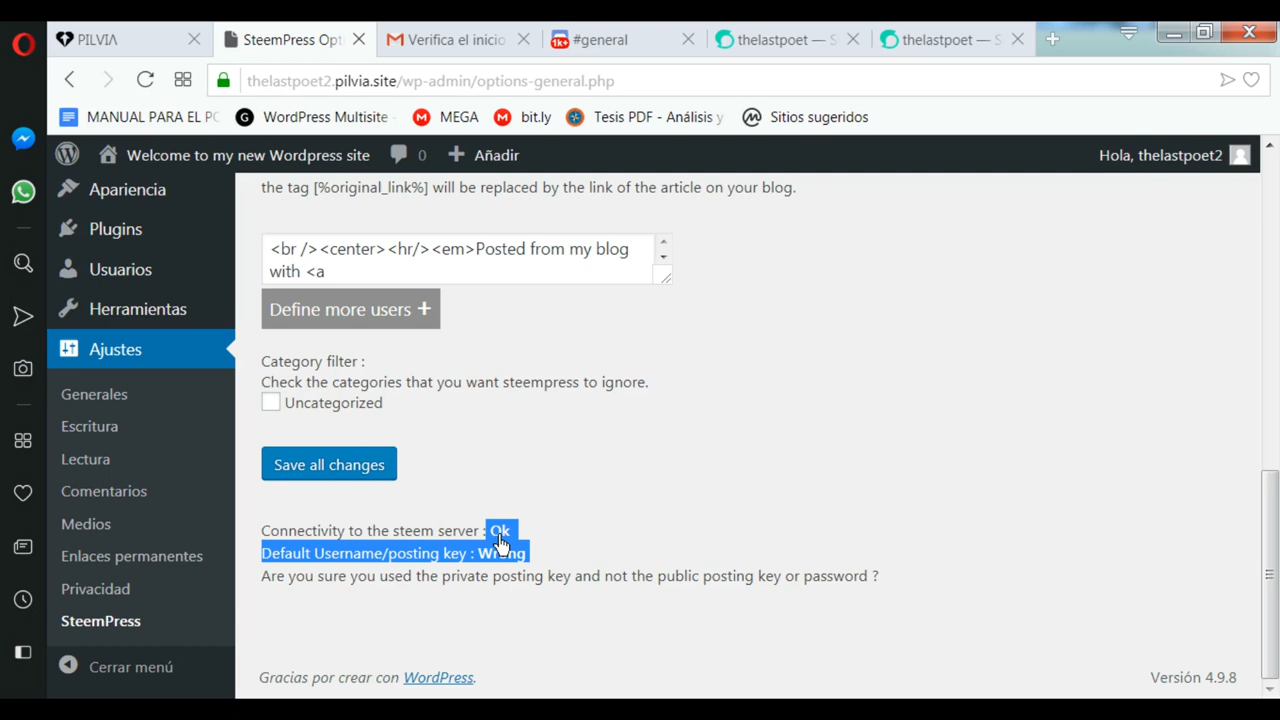 PILVIΛ
SteemPress Opt
Verifica el inicio
1k+
#general
thelastpoet — S
thelastpoet — S
thelastpoet2.pilvia.site/wp-admin/options-general.php
MANUAL PARA EL PC
WordPress Multisite
MEGA
bit.ly
Tesis PDF - Análisis y
Sitios sugeridos
Welcome to my new Wordpress site
0
Añadir
Hola, thelastpoet2
Apariencia
Plugins
Usuarios
Herramientas
Ajustes
Generales
Escritura
Lectura
Comentarios
Medios
Enlaces permanentes
Privacidad
SteemPress
Cerrar menú
the tag [%original_link%] will be replaced by the link of the article on your blog.
<br /><center><hr/><em>Posted from my blog
with <a
Define more users +
Category filter :
Check the categories that you want steempress to ignore.
Uncategorized
Save all changes
Connectivity to the steem server : Ok
Default Username/posting key : Wrong
Are you sure you used the private posting key and not the public posting key or password ?
Gracias por crear con WordPress.
Versión 4.9.8